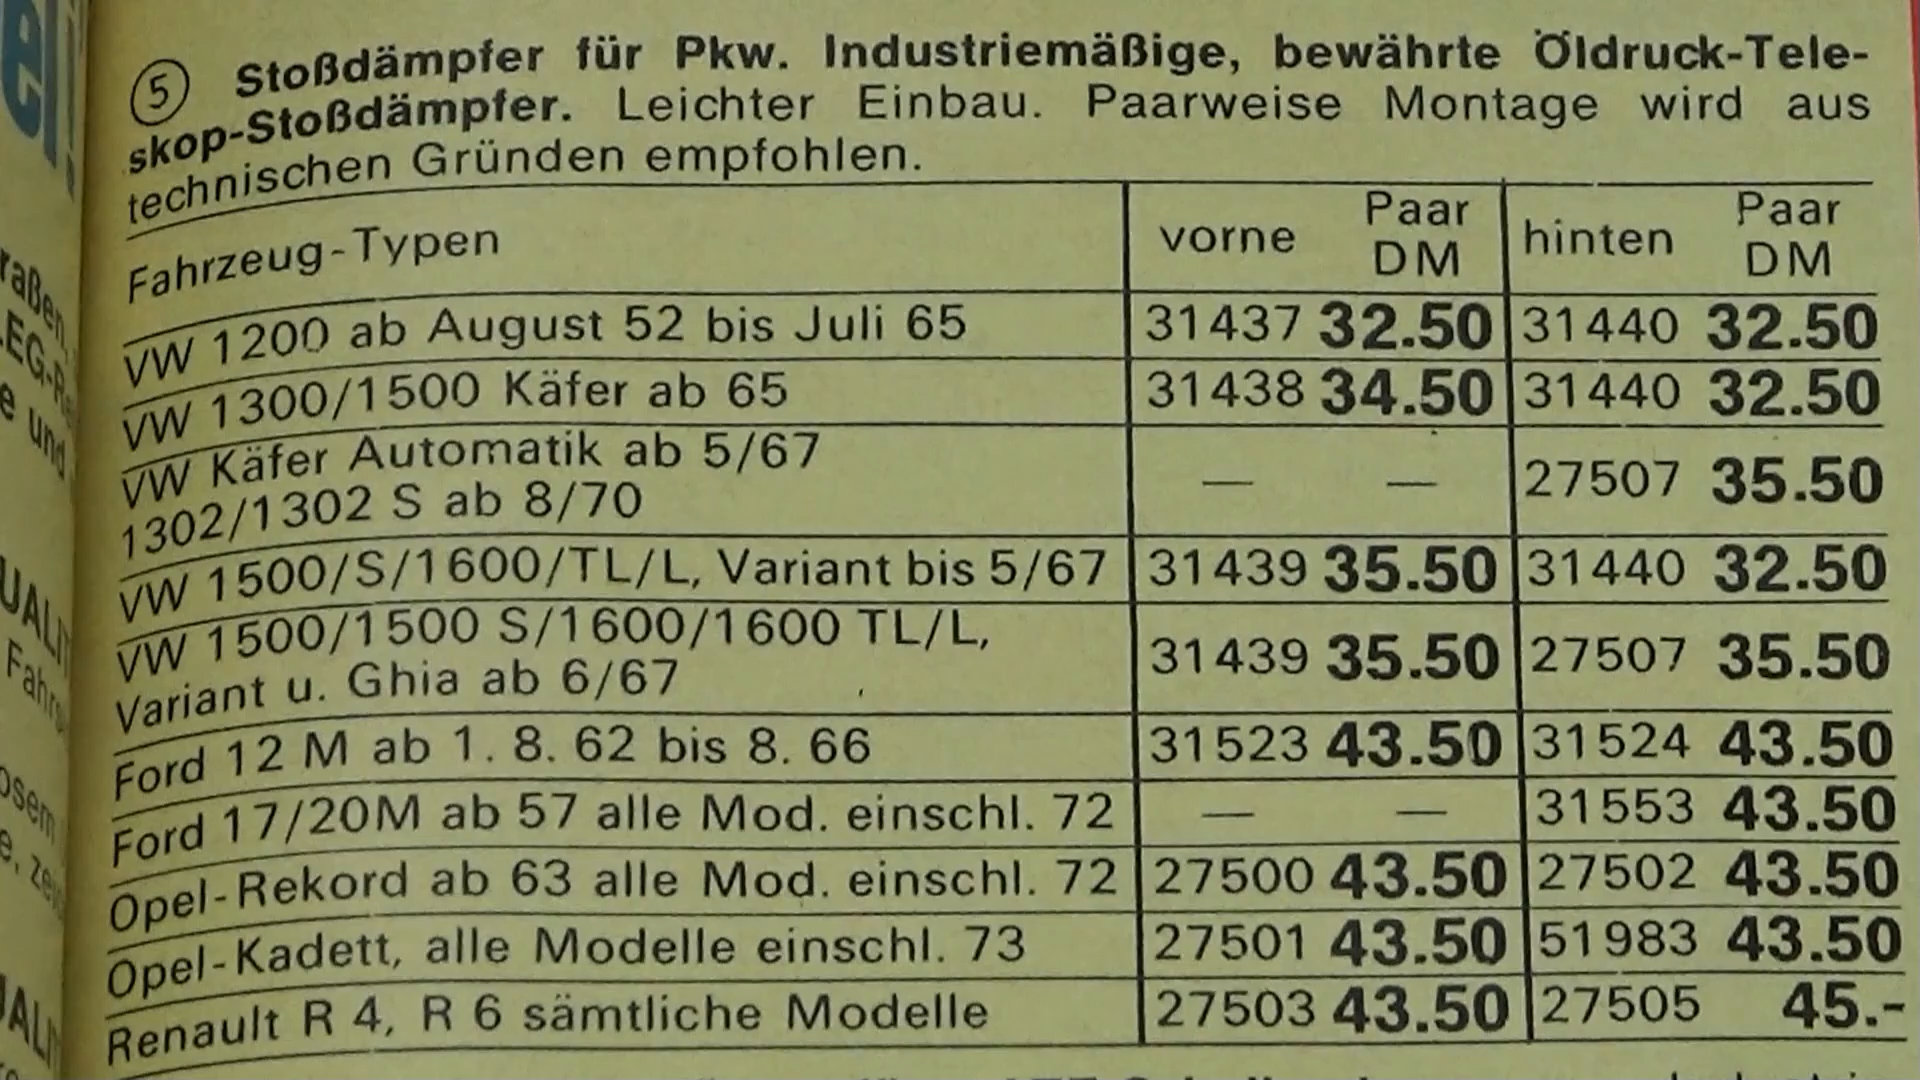 el!
⑤ Stoßdämpfer für Pkw. Industriemäßige, bewährte Öldruck-Tele-
skop-Stoßdämpfer. Leichter Einbau. Paarweise Montage wird aus
technischen Gründen empfohlen.
Fahrzeug-Typen vorne Paar DM hinten Paar DM
VW 1200 ab August 52 bis Juli 65 31437 32.50 31440 32.50
VW 1300/1500 Käfer ab 65 31438 34.50 31440 32.50
VW Käfer Automatik ab 5/67
1302/1302 S ab 8/70 — — 27507 35.50
VW 1500/S/1600/TL/L, Variant bis 5/67 31439 35.50 31440 32.50
VW 1500/1500 S/1600/1600 TL/L,
Variant u. Ghia ab 6/67 31439 35.50 27507 35.50
Ford 12 M ab 1. 8. 62 bis 8. 66 31523 43.50 31524 43.50
Ford 17/20M ab 57 alle Mod. einschl. 72 — — 31553 43.50
Opel-Rekord ab 63 alle Mod. einschl. 72 27500 43.50 27502 43.50
Opel-Kadett, alle Modelle einschl. 73 27501 43.50 51983 43.50
Renault R 4, R 6 sämtliche Modelle 27503 43.50 27505 45.-